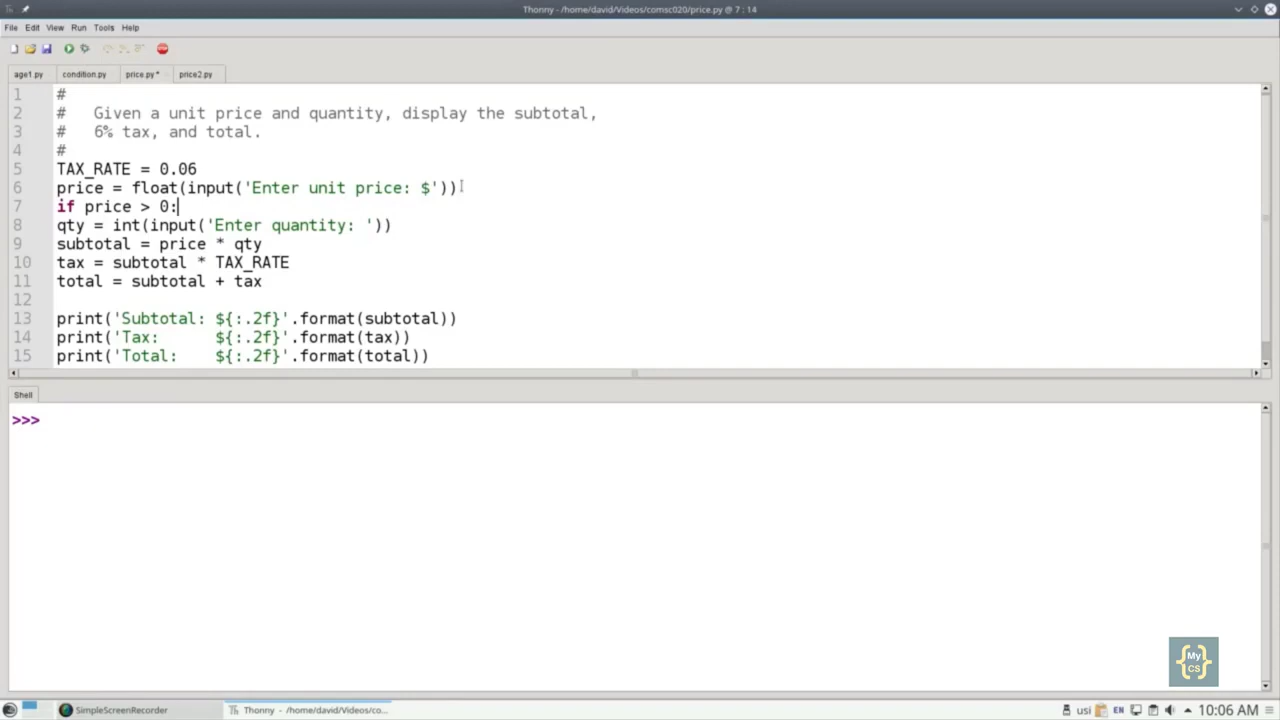 Thonny - /home/david/Videos/comsc020/price.py @ 7 : 14
File Edit View Run Tools Help
age1.py condition.py price.py * price2.py
1 #
2 #   Given a unit price and quantity, display the subtotal,
3 #   6% tax, and total.
4 #
5 TAX_RATE = 0.06
6 price = float(input('Enter unit price: $'))
7 if price > 0:
8 qty = int(input('Enter quantity: '))
9 subtotal = price * qty
10 tax = subtotal * TAX_RATE
11 total = subtotal + tax
12
13 print('Subtotal: ${:.2f}'.format(subtotal))
14 print('Tax:      ${:.2f}'.format(tax))
15 print('Total:    ${:.2f}'.format(total))
Shell
>>>
{My CS}
SimpleScreenRecorder Thonny - /home/david/Videos/co... usi EN 10:06 AM